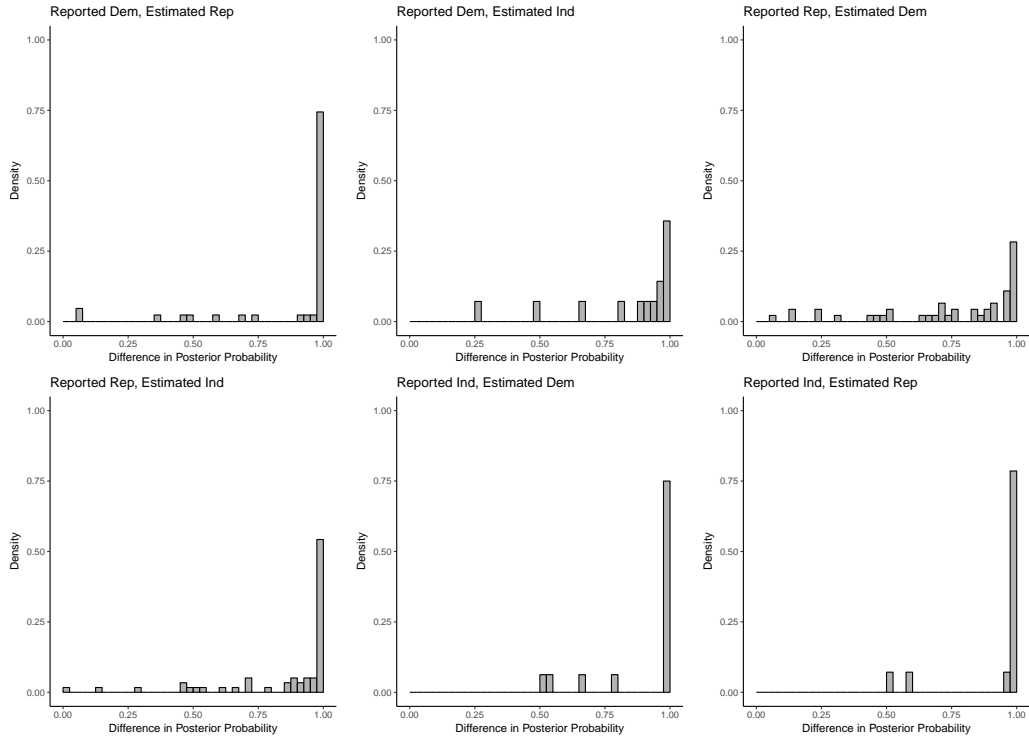 Reported Dem, Estimated Rep
1.00
0.75
0.50
0.25
0.00
Density
0.00 0.25 0.50 0.75 1.00
Difference in Posterior Probability
Reported Dem, Estimated Ind
1.00
0.75
0.50
0.25
0.00
Density
0.00 0.25 0.50 0.75 1.00
Difference in Posterior Probability
Reported Rep, Estimated Dem
1.00
0.75
0.50
0.25
0.00
Density
0.00 0.25 0.50 0.75 1.00
Difference in Posterior Probability
Reported Rep, Estimated Ind
1.00
0.75
0.50
0.25
0.00
Density
0.00 0.25 0.50 0.75 1.00
Difference in Posterior Probability
Reported Ind, Estimated Dem
1.00
0.75
0.50
0.25
0.00
Density
0.00 0.25 0.50 0.75 1.00
Difference in Posterior Probability
Reported Ind, Estimated Rep
1.00
0.75
0.50
0.25
0.00
Density
0.00 0.25 0.50 0.75 1.00
Difference in Posterior Probability